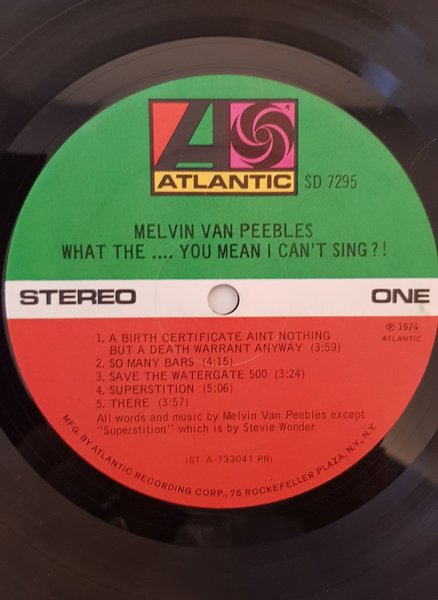 ATLANTIC SD 7295
MELVIN VAN PEEBLES
WHAT THE .... YOU MEAN I CAN'T SING?!
STEREO ONE
℗ 1974
ATLANTIC
1. A BIRTH CERTIFICATE AINT NOTHING
BUT A DEATH WARRANT ANYWAY (3:59)
2. SO MANY BARS (4:15)
3. SAVE THE WATERGATE 500 (3:24)
4. SUPERSTITION (5:06)
5. THERE (3:57)
All words and music by Melvin Van Peebles except
"Superstition" which is by Stevie Wonder
(ST-A-733041 PR)
MFG. BY ATLANTIC RECORDING CORP., 75 ROCKEFELLER PLAZA, N.Y., N.Y.